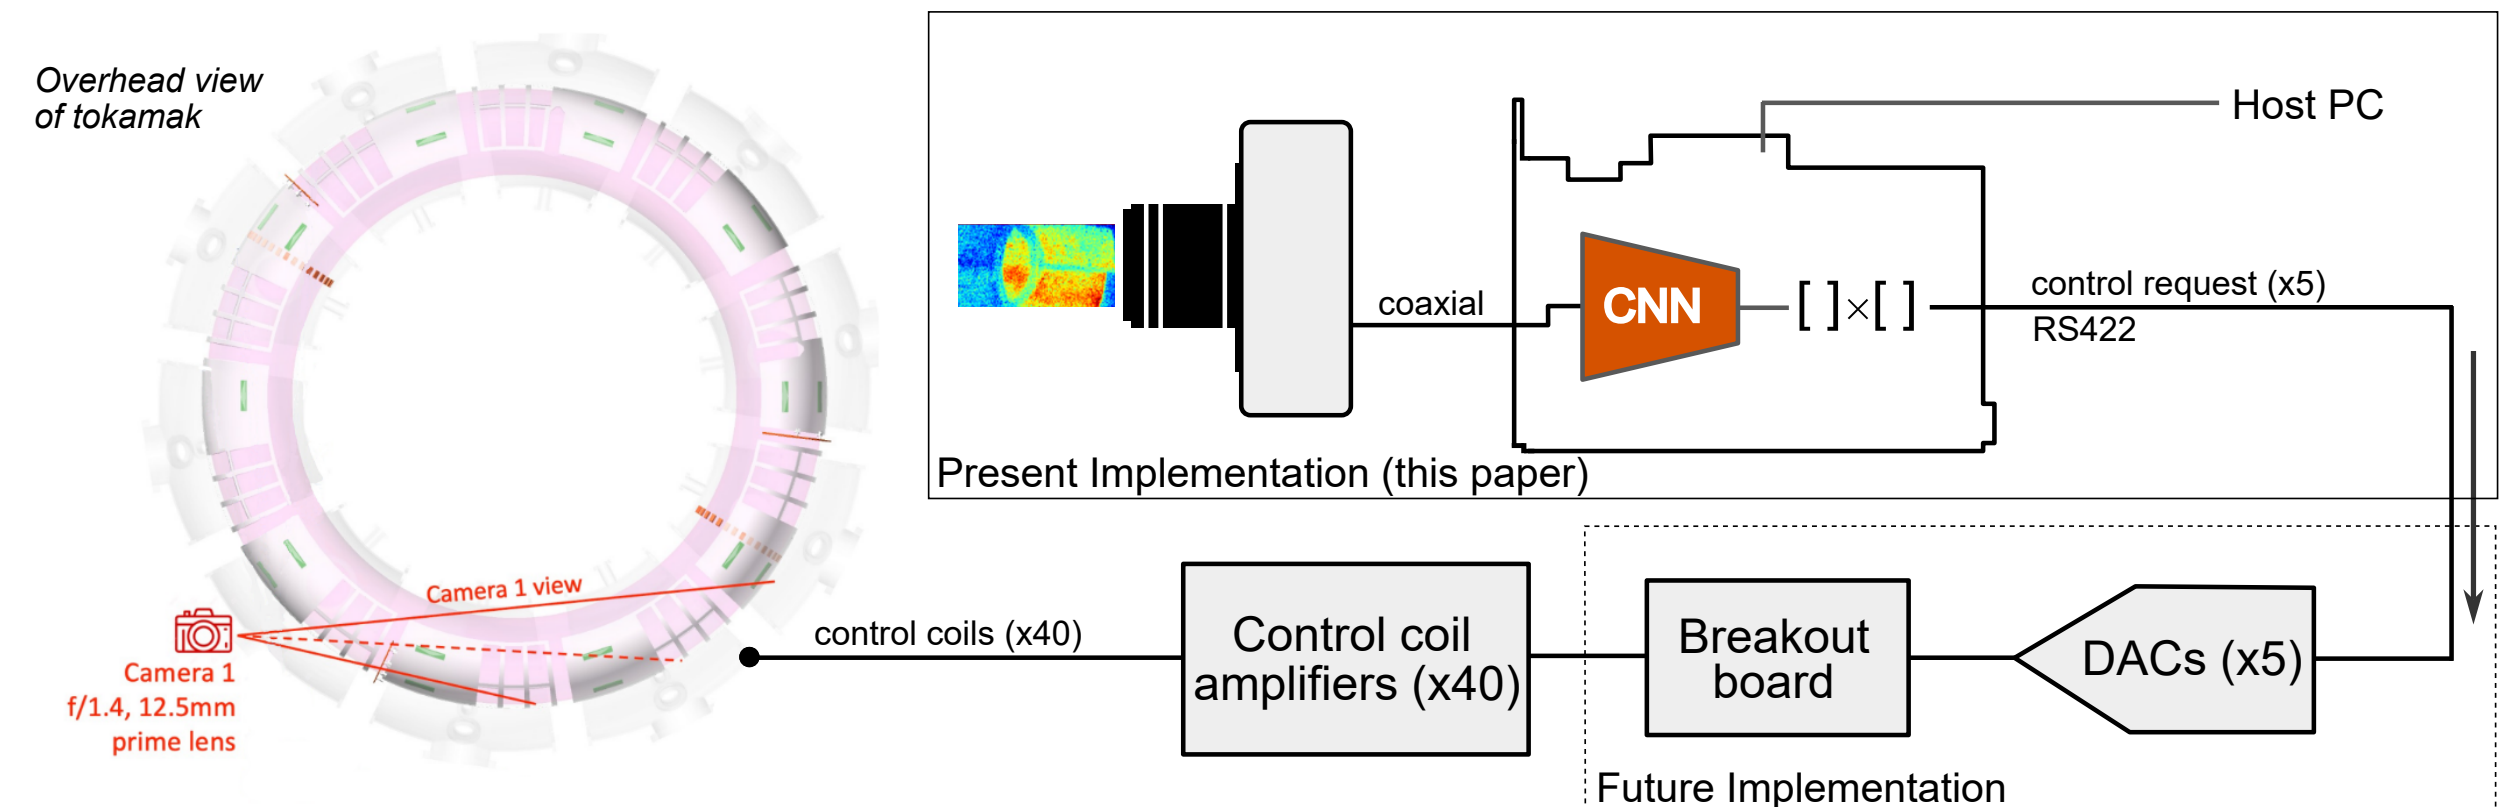 Overhead view
of tokamak
Camera 1 view
Camera 1
f/1.4, 12.5mm
prime lens
Host PC
coaxial
CNN
[ ]×[ ]
control request (x5)
RS422
Present Implementation (this paper)
control coils (x40)
Control coil
amplifiers (x40)
Breakout
board
DACs (x5)
Future Implementation